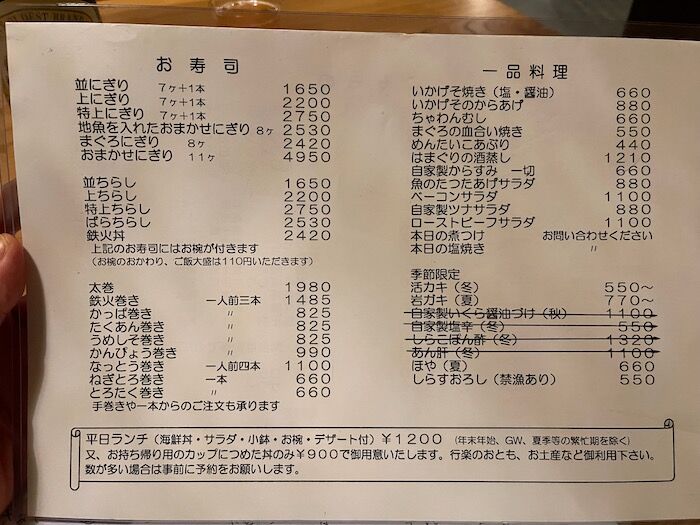 お寿司
並にぎり 7ヶ+1本 1650
上にぎり 7ヶ+1本 2200
特上にぎり 7ヶ+1本 2750
地魚を入れたおまかせにぎり 8ヶ 2530
まぐろにぎり 8ヶ 2420
おまかせにぎり 11ヶ 4950
並ちらし 1650
上ちらし 2200
特上ちらし 2750
ばらちらし 2530
鉄火丼 2420
上記のお寿司にはお椀が付きます
(お椀のおかわり、ご飯大盛は110円いただきます)
太巻 1980
鉄火巻き 一人前三本 1485
かっぱ巻き 〃 825
たくあん巻き 〃 825
うめしそ巻き 〃 825
かんぴょう巻き 〃 990
なっとう巻き 一人前四本 1100
ねぎとろ巻き 一本 660
とろたく巻き 〃 660
手巻きや一本からのご注文も承ります
一品料理
いかげそ焼き(塩・醤油) 660
いかげそのからあげ 880
ちゃわんむし 660
まぐろの血合い焼き 550
めんたいこあぶり 440
はまぐりの酒蒸し 1210
自家製からすみ 一切 660
魚のたつたあげサラダ 880
ベーコンサラダ 1100
自家製ツナサラダ 880
ローストビーフサラダ 1100
本日の煮つけ お問い合わせください
本日の塩焼き 〃
季節限定
活カキ(冬) 550~
岩ガキ(夏) 770~
自家製いくら醤油づけ(秋) 1100
自家製塩辛(冬) 550
しらこぽん酢(冬) 1320
あん肝(冬) 1100
ほや(夏) 660
しらすおろし(禁漁あり) 550
平日ランチ(海鮮丼・サラダ・小鉢・お椀・デザート付)¥1200 (年末年始、GW、夏季等の繁忙期を除く)
又、お持ち帰り用のカップにつめた丼のみ¥900で御用意いたします。行楽のおとも、お土産など御利用下さい。
数が多い場合は事前に予約をお願いします。